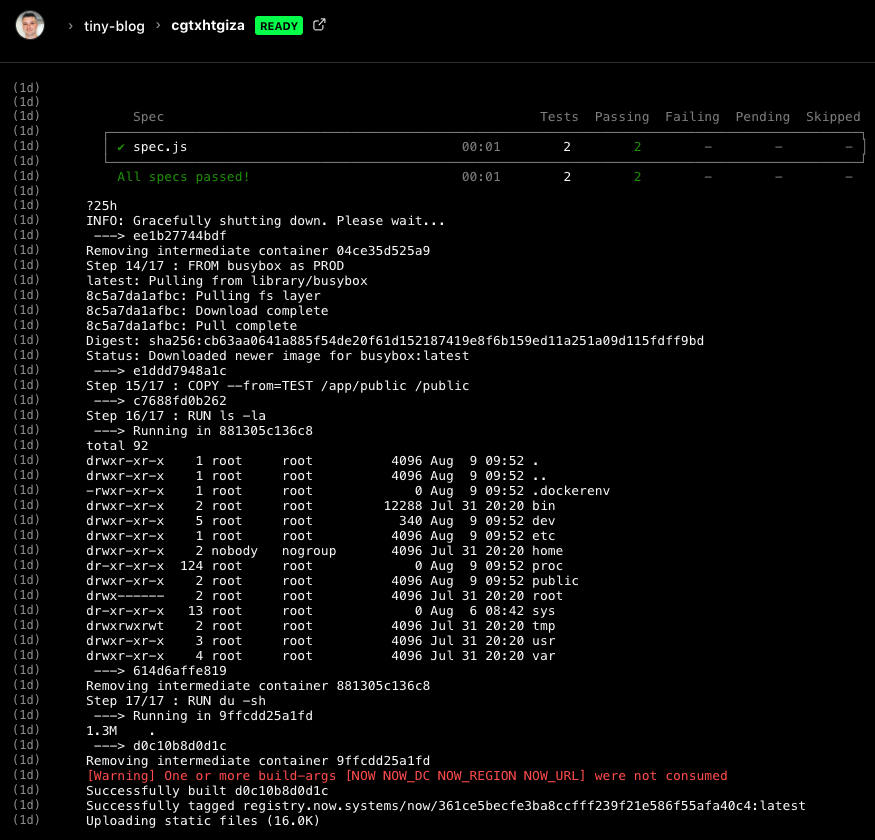 › tiny-blog › cgtxhtgiza READY
(1d)
(1d)
(1d) Spec Tests Passing Failing Pending Skipped
(1d)
(1d) ✔ spec.js 00:01 2 2 – – –
(1d)
(1d) All specs passed! 00:01 2 2 – – –
(1d)
(1d) ?25h
(1d) INFO: Gracefully shutting down. Please wait...
(1d) ---> ee1b27744bdf
(1d) Removing intermediate container 04ce35d525a9
(1d) Step 14/17 : FROM busybox as PROD
(1d) latest: Pulling from library/busybox
(1d) 8c5a7da1afbc: Pulling fs layer
(1d) 8c5a7da1afbc: Download complete
(1d) 8c5a7da1afbc: Pull complete
(1d) Digest: sha256:cb63aa0641a885f54de20f61d152187419e8f6b159ed11a251a09d115fdff9bd
(1d) Status: Downloaded newer image for busybox:latest
(1d) ---> e1ddd7948a1c
(1d) Step 15/17 : COPY --from=TEST /app/public /public
(1d) ---> c7688fd0b262
(1d) Step 16/17 : RUN ls -la
(1d) ---> Running in 881305c136c8
(1d) total 92
(1d) drwxr-xr-x 1 root root 4096 Aug 9 09:52 .
(1d) drwxr-xr-x 1 root root 4096 Aug 9 09:52 ..
(1d) -rwxr-xr-x 1 root root 0 Aug 9 09:52 .dockerenv
(1d) drwxr-xr-x 2 root root 12288 Jul 31 20:20 bin
(1d) drwxr-xr-x 5 root root 340 Aug 9 09:52 dev
(1d) drwxr-xr-x 1 root root 4096 Aug 9 09:52 etc
(1d) drwxr-xr-x 2 nobody nogroup 4096 Jul 31 20:20 home
(1d) dr-xr-xr-x 124 root root 0 Aug 9 09:52 proc
(1d) drwxr-xr-x 2 root root 4096 Aug 9 09:52 public
(1d) drwx------ 2 root root 4096 Jul 31 20:20 root
(1d) dr-xr-xr-x 13 root root 0 Aug 6 08:42 sys
(1d) drwxrwxrwt 2 root root 4096 Jul 31 20:20 tmp
(1d) drwxr-xr-x 3 root root 4096 Jul 31 20:20 usr
(1d) drwxr-xr-x 4 root root 4096 Jul 31 20:20 var
(1d) ---> 614d6affe819
(1d) Removing intermediate container 881305c136c8
(1d) Step 17/17 : RUN du -sh
(1d) ---> Running in 9ffcdd25a1fd
(1d) 1.3M .
(1d) ---> d0c10b8d0d1c
(1d) Removing intermediate container 9ffcdd25a1fd
(1d) [Warning] One or more build-args [NOW NOW_DC NOW_REGION NOW_URL] were not consumed
(1d) Successfully built d0c10b8d0d1c
(1d) Successfully tagged registry.now.systems/now/361ce5becfe3ba8ccfff239f21e586f55afa40c4:latest
(1d) Uploading static files (16.0K)